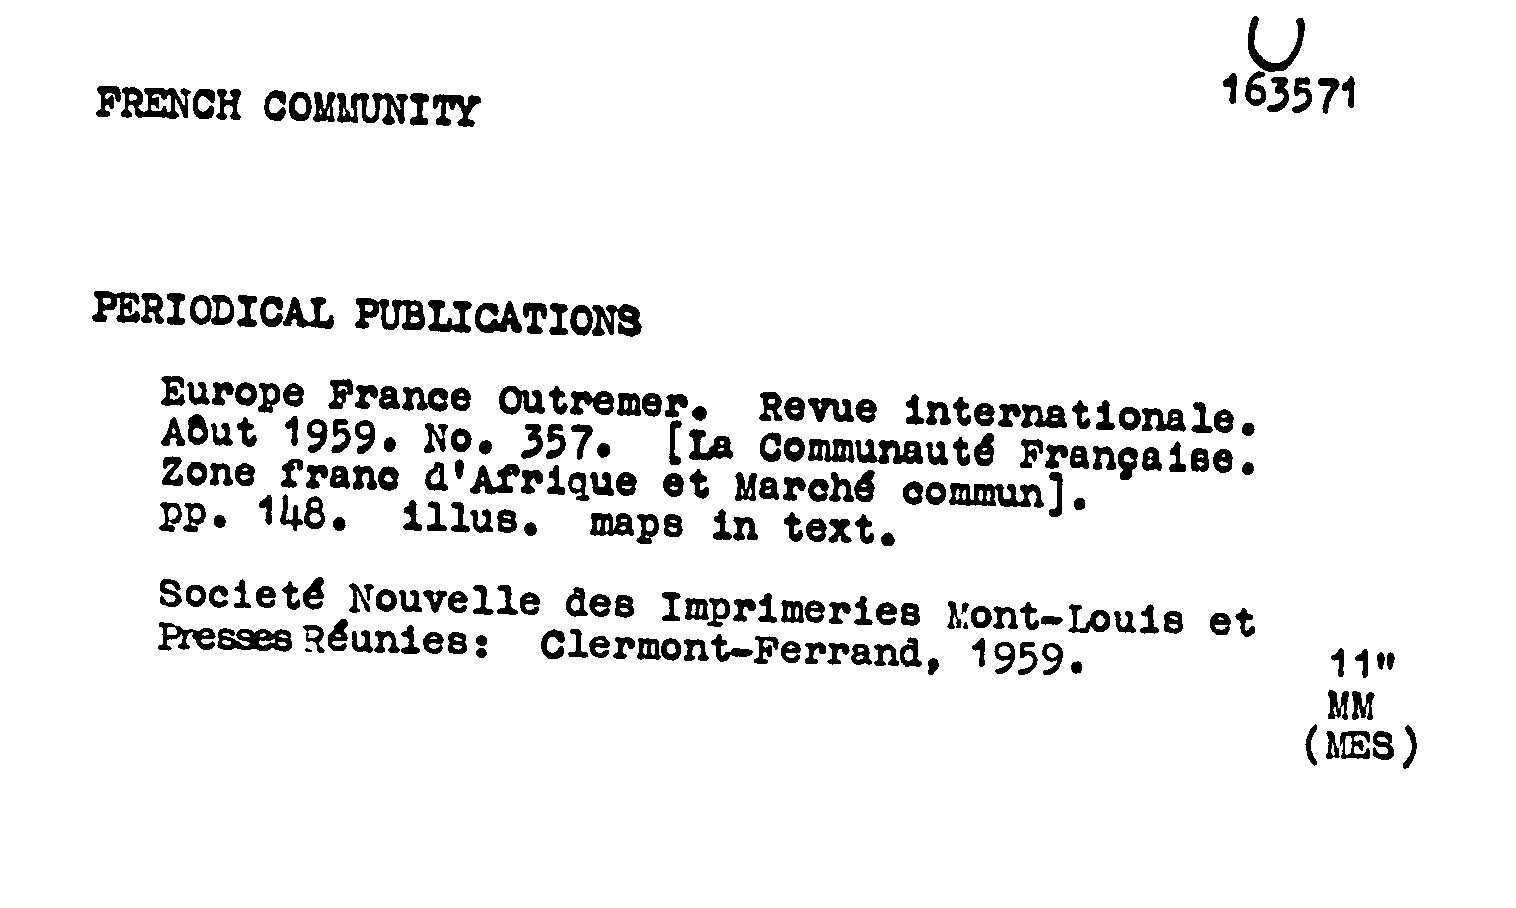 163571
FRENCH COMMUNITY
PERIODICAL PUBLICATIONS
Europe France Outremer. Revue internationale.
Aôut 1959. No. 357. [La Communauté Française.
Zone franc d'Afrique et Marché commun].
pp. 148. illus. maps in text.
Societé Nouvelle des Imprimeries Mont-Louis et
Presses Réunies: Clermont-Ferrand, 1959.
11"
MM
(MES)